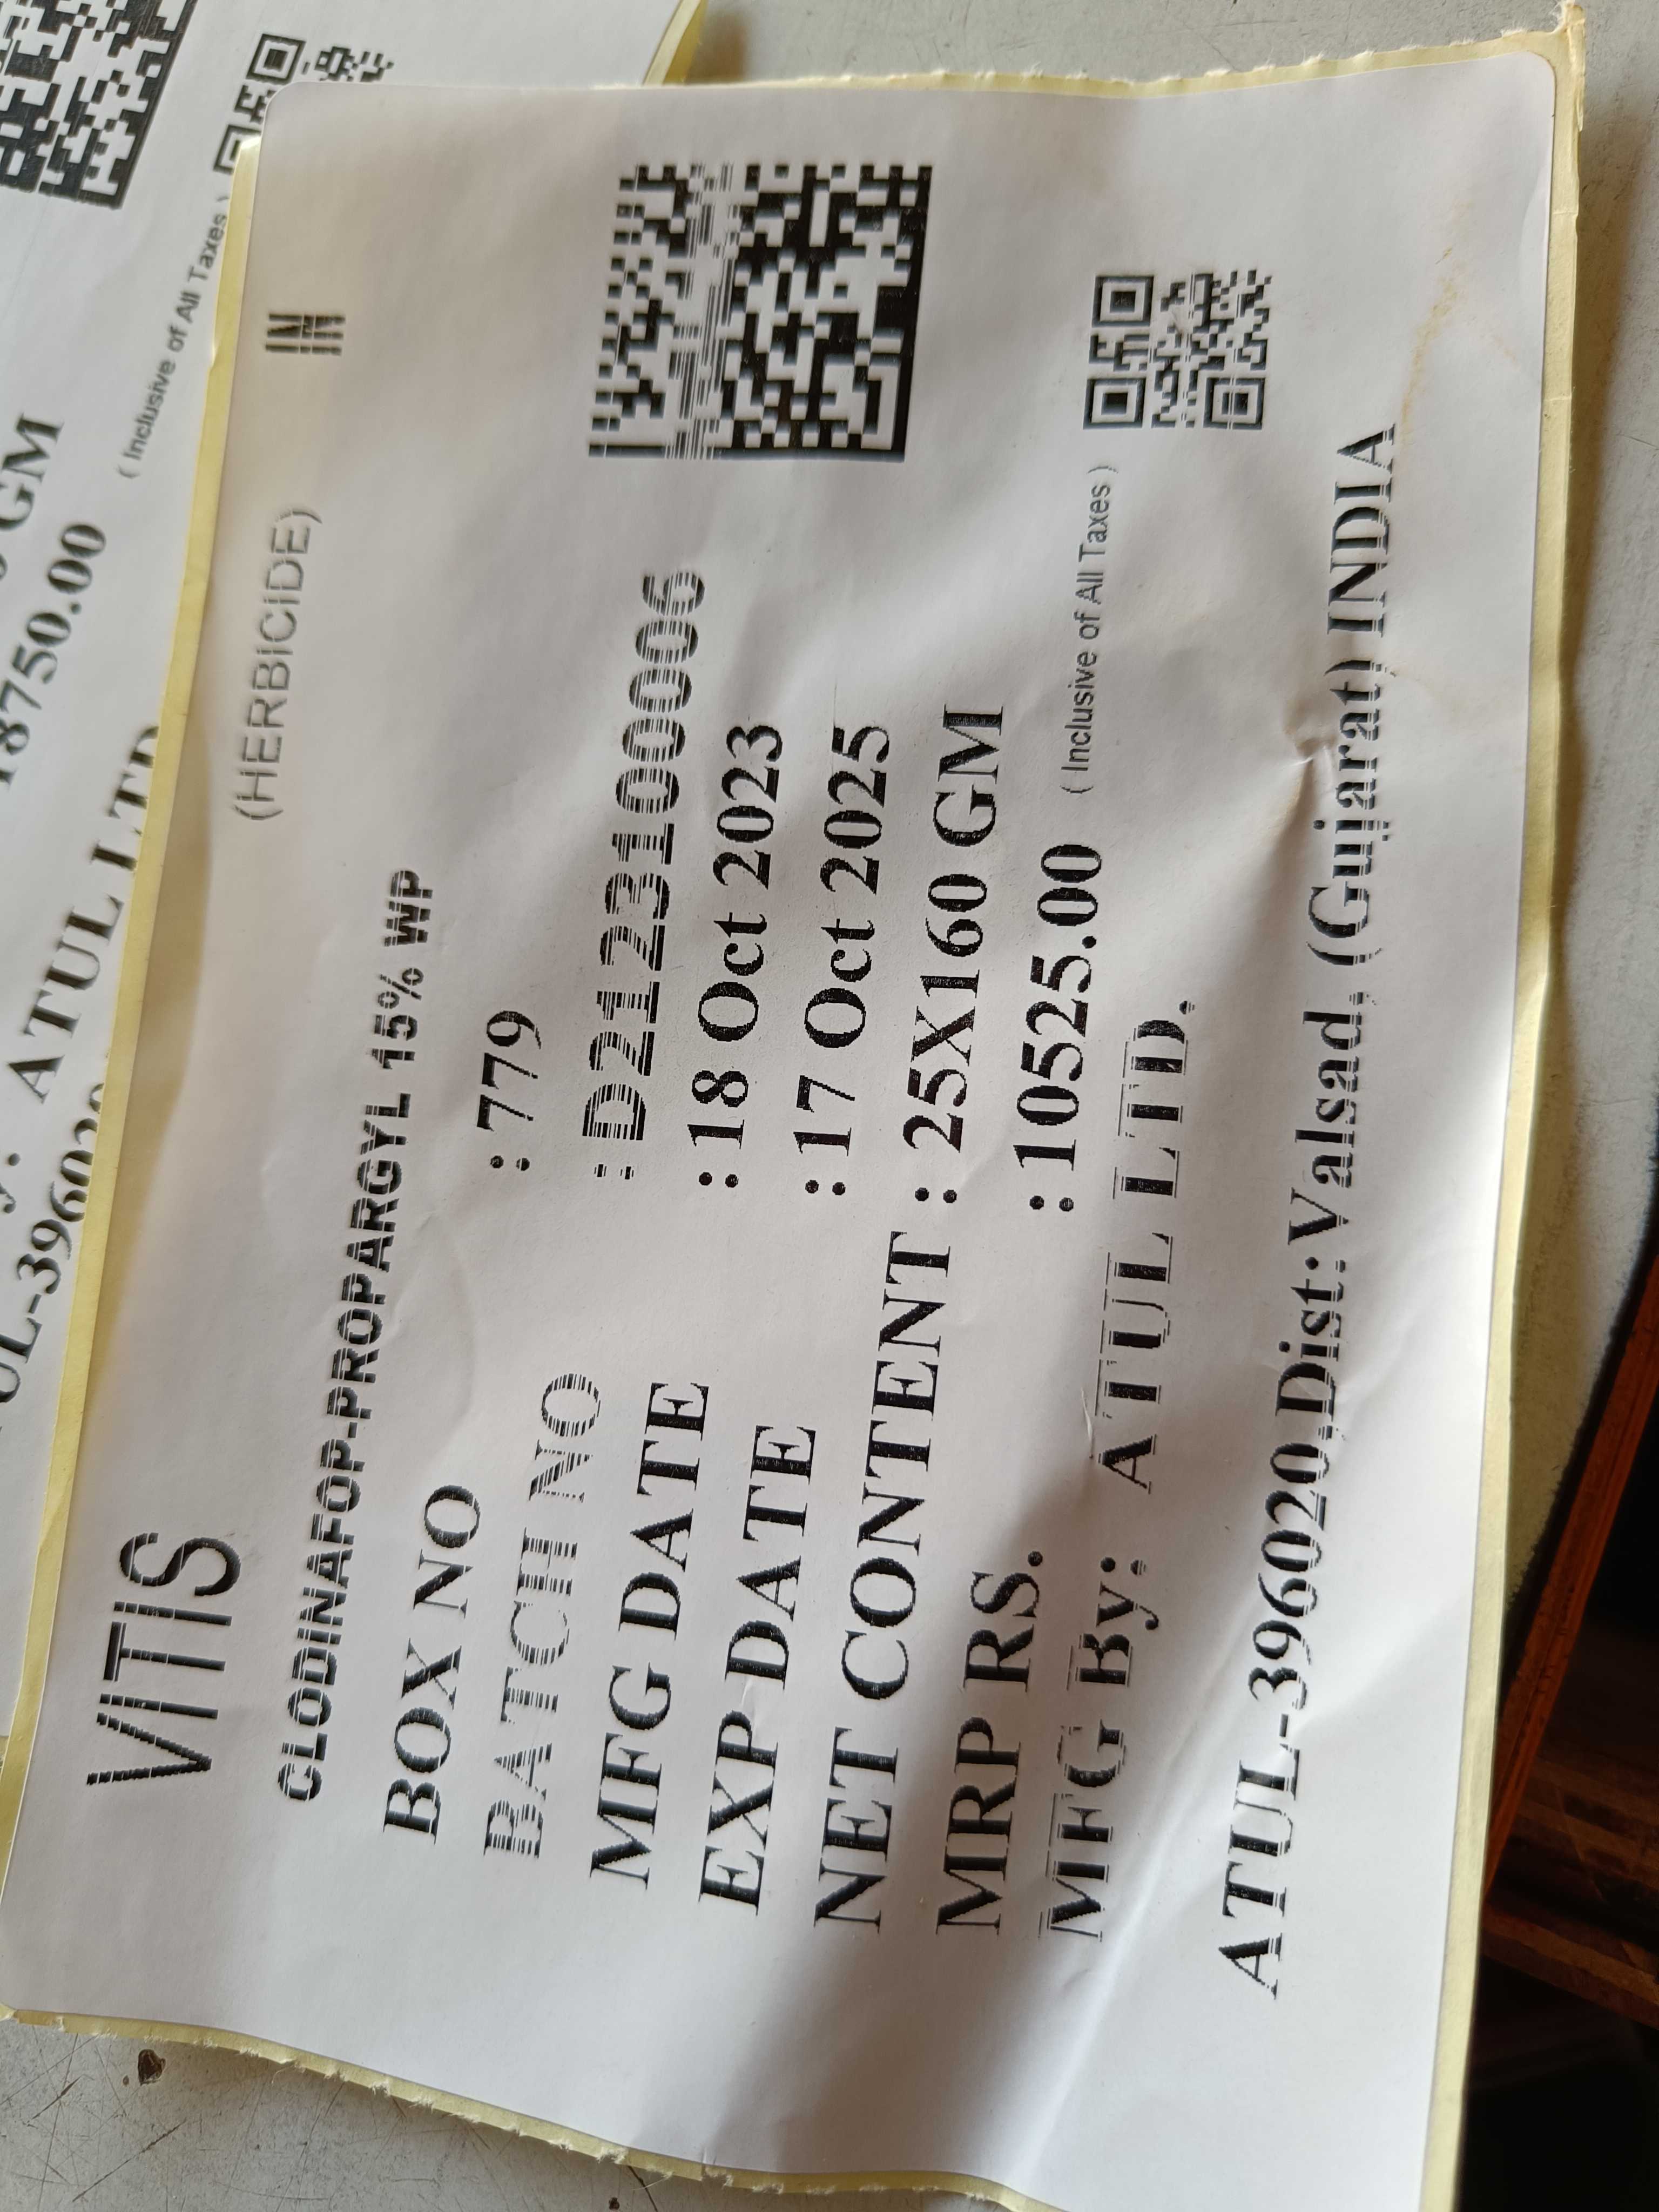 VITIS
(HERBICIDE)
IN
CLODINAFOP-PROPARGYL 15% WP
BOX NO : 779
BATCH NO : D2123100006
MFG DATE : 18 Oct 2023
EXP DATE : 17 Oct 2025
NET CONTENT : 25X160 GM
MRP RS. : 10525.00 ( Inclusive of All Taxes )
MFG By: ATUL LTD.
ATUL-396020,Dist:Valsad, (Gujarat) INDIA
GM
18750.00 ( Inclusive of All Taxes )
y: ATUL LTD
UL-396020